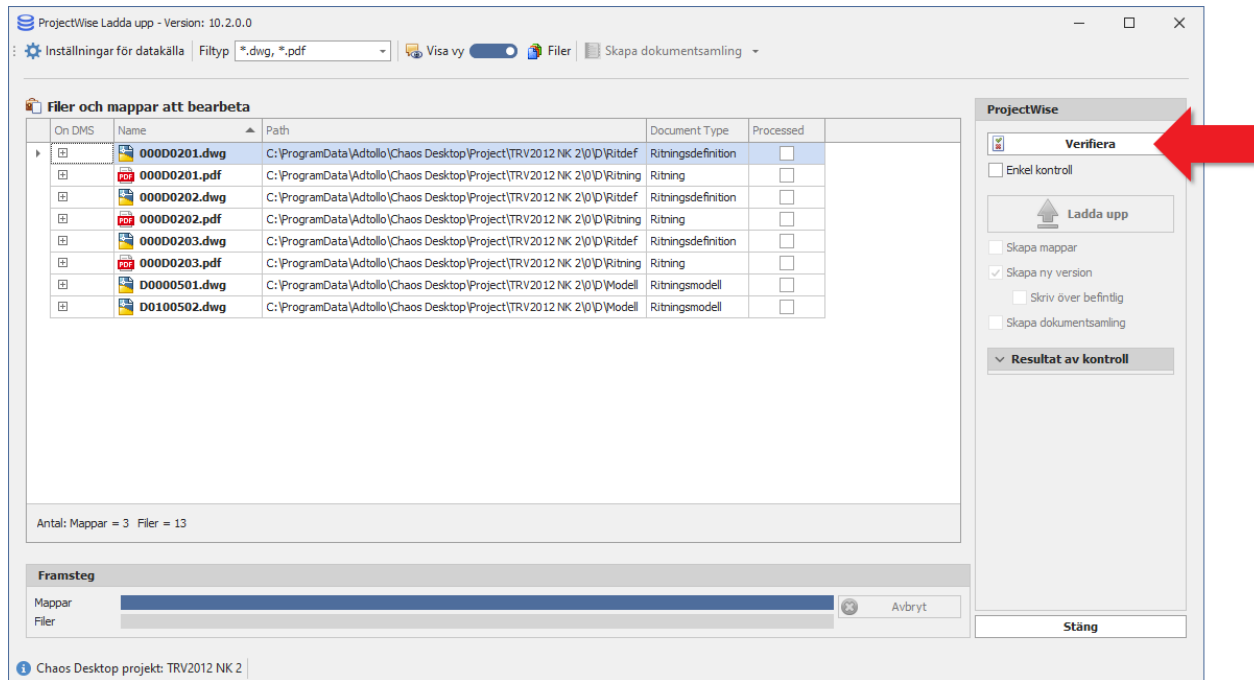 ProjectWise Ladda upp - Version: 10.2.0.0
Inställningar för datakälla Filtyp *.dwg, *.pdf Visa vy Filer Skapa dokumentsamling
Filer och mappar att bearbeta
On DMS Name Path Document Type Processed
000D0201.dwg C:\ProgramData\Adtollo\Chaos Desktop\Project\TRV2012 NK 2\0\D\Ritdef Ritningsdefinition
PDF 000D0201.pdf C:\ProgramData\Adtollo\Chaos Desktop\Project\TRV2012 NK 2\0\D\Ritning Ritning
000D0202.dwg C:\ProgramData\Adtollo\Chaos Desktop\Project\TRV2012 NK 2\0\D\Ritdef Ritningsdefinition
PDF 000D0202.pdf C:\ProgramData\Adtollo\Chaos Desktop\Project\TRV2012 NK 2\0\D\Ritning Ritning
000D0203.dwg C:\ProgramData\Adtollo\Chaos Desktop\Project\TRV2012 NK 2\0\D\Ritdef Ritningsdefinition
PDF 000D0203.pdf C:\ProgramData\Adtollo\Chaos Desktop\Project\TRV2012 NK 2\0\D\Ritning Ritning
D0000501.dwg C:\ProgramData\Adtollo\Chaos Desktop\Project\TRV2012 NK 2\0\D\Modell Ritningsmodell
D0100502.dwg C:\ProgramData\Adtollo\Chaos Desktop\Project\TRV2012 NK 2\0\D\Modell Ritningsmodell
Antal: Mappar = 3 Filer = 13
ProjectWise
Verifiera
Enkel kontroll
Ladda upp
Skapa mappar
Skapa ny version
Skriv över befintlig
Skapa dokumentsamling
Resultat av kontroll
Framsteg
Mappar
Avbryt
Filer
Stäng
Chaos Desktop projekt: TRV2012 NK 2